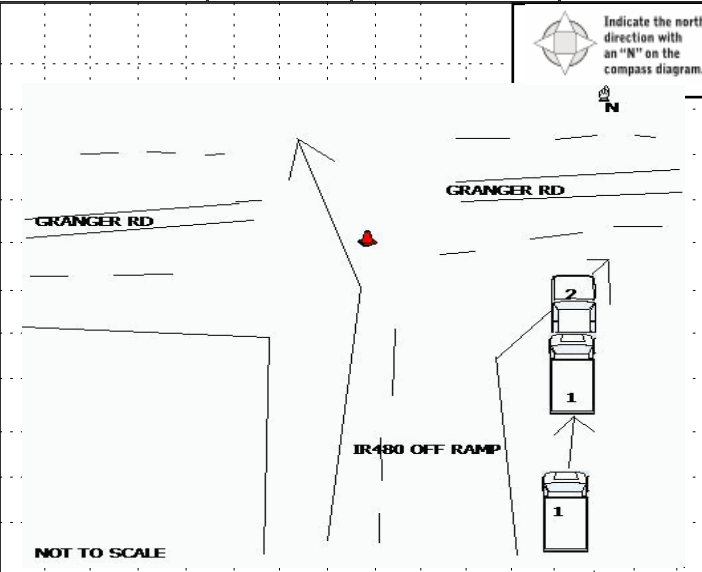 Indicate the north
direction with
an "N" on the
compass diagram.
N
GRANGER RD
GRANGER RD
2
1
IR480 OFF RAMP
1
NOT TO SCALE